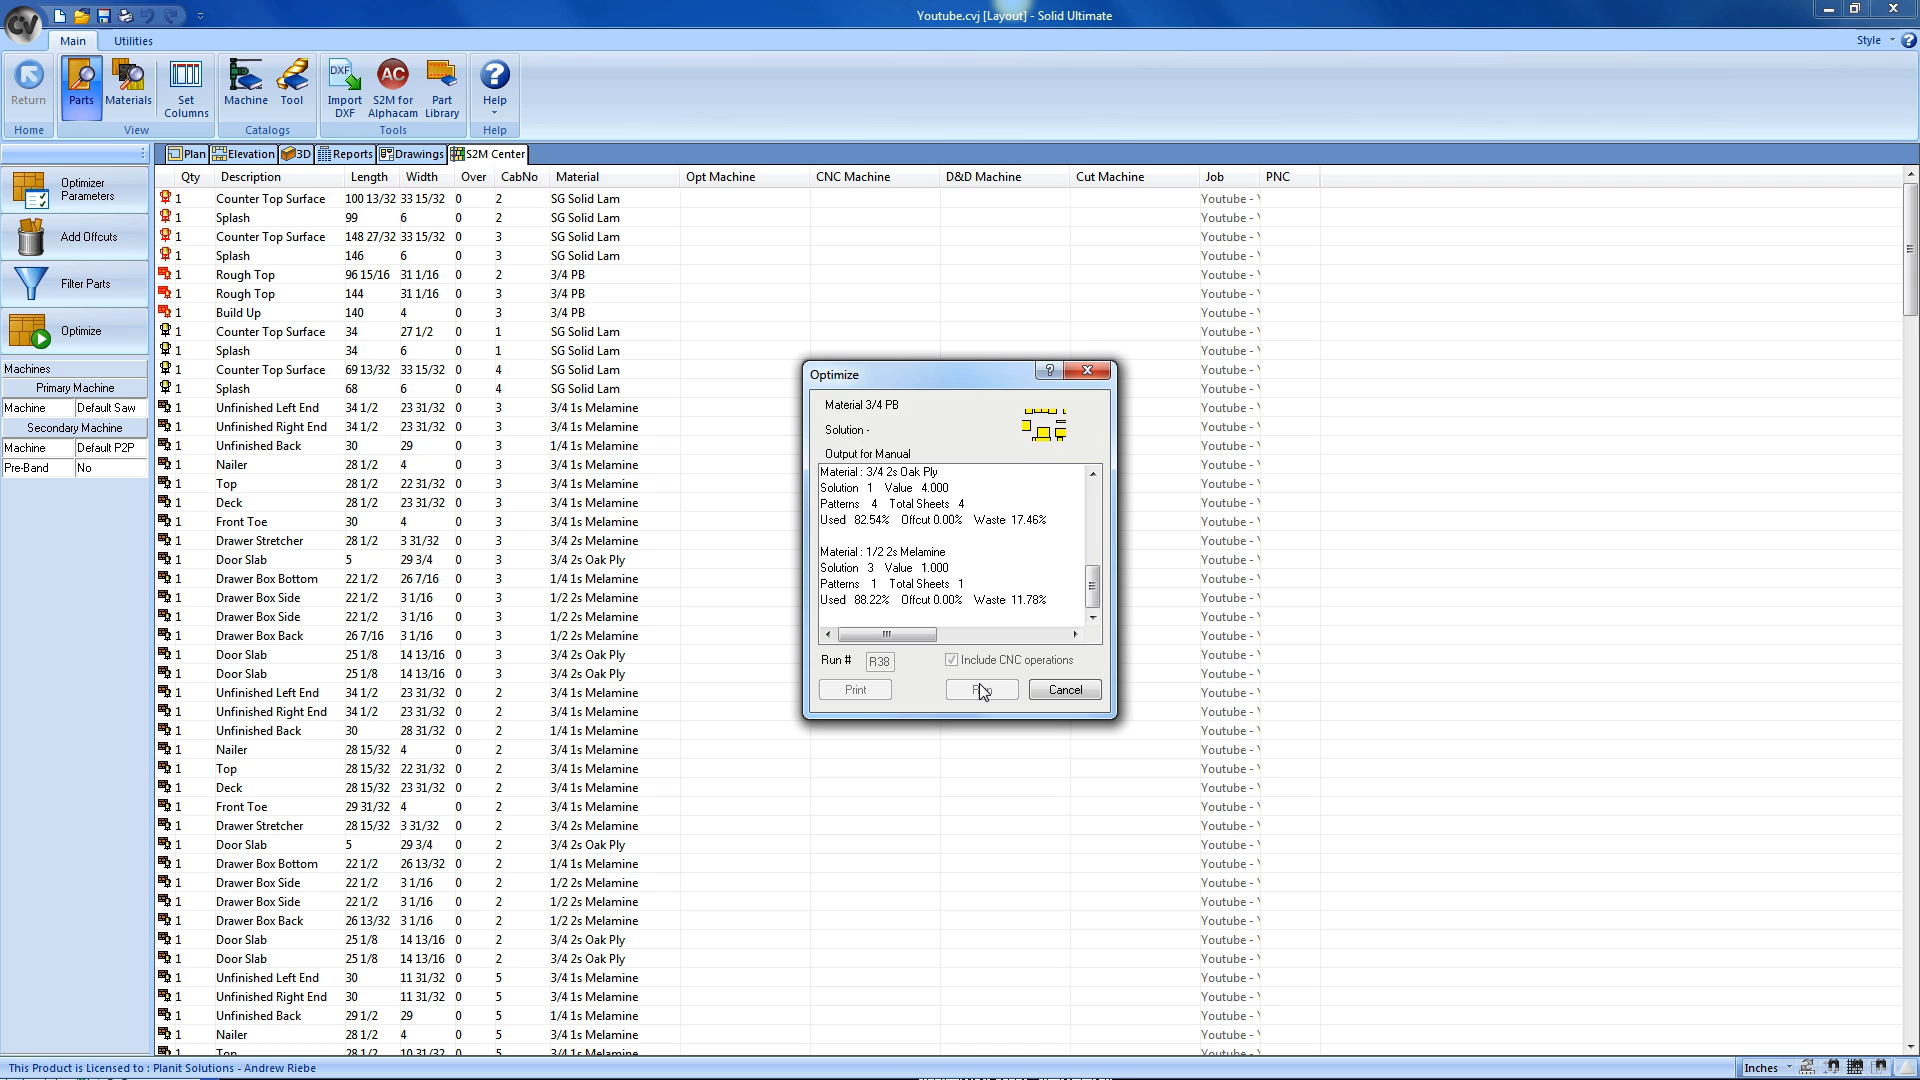 Youtube.cvj [Layout] - Solid Ultimate
Main Utilities Style
Return Parts Materials Set Columns Machine Tool Import DXF S2M for Alphacam Part Library Help
Home View Catalogs Tools Help
Plan Elevation 3D Reports Drawings S2M Center
Optimizer Parameters
Add Offcuts
Filter Parts
Optimize
Machines
Primary Machine
Machine Default Saw
Secondary Machine
Machine Default P2P
Pre-Band No
Qty Description Length Width Over CabNo Material Opt Machine CNC Machine D&D Machine Cut Machine Job PNC
1 Counter Top Surface 100 13/32 33 15/32 0 2 SG Solid Lam Youtube -
1 Splash 99 6 0 2 SG Solid Lam Youtube -
1 Counter Top Surface 148 27/32 33 15/32 0 3 SG Solid Lam Youtube -
1 Splash 146 6 0 3 SG Solid Lam Youtube -
1 Rough Top 96 15/16 31 1/16 0 2 3/4 PB Youtube -
1 Rough Top 144 31 1/16 0 3 3/4 PB Youtube -
1 Build Up 140 4 0 3 3/4 PB Youtube -
1 Counter Top Surface 34 27 1/2 0 1 SG Solid Lam Youtube -
1 Splash 34 6 0 1 SG Solid Lam Youtube -
1 Counter Top Surface 69 13/32 33 15/32 0 4 SG Solid Lam Youtube -
1 Splash 68 6 0 4 SG Solid Lam Youtube -
1 Unfinished Left End 34 1/2 23 31/32 0 3 3/4 1s Melamine Youtube -
1 Unfinished Right End 34 1/2 23 31/32 0 3 3/4 1s Melamine Youtube -
1 Unfinished Back 30 29 0 3 1/4 1s Melamine Youtube -
1 Nailer 28 1/2 4 0 3 3/4 1s Melamine Youtube -
1 Top 28 1/2 22 31/32 0 3 3/4 1s Melamine Youtube -
1 Deck 28 1/2 23 31/32 0 3 3/4 1s Melamine Youtube -
1 Front Toe 30 4 0 3 3/4 1s Melamine Youtube -
1 Drawer Stretcher 28 1/2 3 31/32 0 3 3/4 2s Melamine Youtube -
1 Door Slab 5 29 3/4 0 3 3/4 2s Oak Ply Youtube -
1 Drawer Box Bottom 22 1/2 26 7/16 0 3 1/4 1s Melamine Youtube -
1 Drawer Box Side 22 1/2 3 1/16 0 3 1/2 2s Melamine Youtube -
1 Drawer Box Side 22 1/2 3 1/16 0 3 1/2 2s Melamine Youtube -
1 Drawer Box Back 26 7/16 3 1/16 0 3 1/2 2s Melamine Youtube -
1 Door Slab 25 1/8 14 13/16 0 3 3/4 2s Oak Ply Youtube -
1 Door Slab 25 1/8 14 13/16 0 3 3/4 2s Oak Ply Youtube -
1 Unfinished Left End 34 1/2 23 31/32 0 2 3/4 1s Melamine Youtube -
1 Unfinished Right End 34 1/2 23 31/32 0 2 3/4 1s Melamine Youtube -
1 Unfinished Back 30 28 31/32 0 2 1/4 1s Melamine Youtube -
1 Nailer 28 15/32 4 0 2 3/4 1s Melamine Youtube -
1 Top 28 15/32 22 31/32 0 2 3/4 1s Melamine Youtube -
1 Deck 28 15/32 23 31/32 0 2 3/4 1s Melamine Youtube -
1 Front Toe 29 31/32 4 0 2 3/4 1s Melamine Youtube -
1 Drawer Stretcher 28 15/32 3 31/32 0 2 3/4 2s Melamine Youtube -
1 Door Slab 5 29 3/4 0 2 3/4 2s Oak Ply Youtube -
1 Drawer Box Bottom 22 1/2 26 13/32 0 2 1/4 1s Melamine Youtube -
1 Drawer Box Side 22 1/2 3 1/16 0 2 1/2 2s Melamine Youtube -
1 Drawer Box Side 22 1/2 3 1/16 0 2 1/2 2s Melamine Youtube -
1 Drawer Box Back 26 13/32 3 1/16 0 2 1/2 2s Melamine Youtube -
1 Door Slab 25 1/8 14 13/16 0 2 3/4 2s Oak Ply Youtube -
1 Door Slab 25 1/8 14 13/16 0 2 3/4 2s Oak Ply Youtube -
1 Unfinished Left End 30 11 31/32 0 5 3/4 1s Melamine Youtube -
1 Unfinished Right End 30 11 31/32 0 5 3/4 1s Melamine Youtube -
1 Unfinished Back 29 1/2 29 0 5 1/4 1s Melamine Youtube -
1 Nailer 28 1/2 4 0 5 3/4 1s Melamine Youtube -
1 Top 28 1/2 10 31/32 0 5 3/4 1s Melamine Youtube -
Optimize
Material 3/4 PB
Solution -
Output for Manual
Material : 3/4 2s Oak Ply
Solution 1 Value 4.000
Patterns 4 Total Sheets 4
Used 82.54% Offcut 0.00% Waste 17.46%
Material : 1/2 2s Melamine
Solution 3 Value 1.000
Patterns 1 Total Sheets 1
Used 88.22% Offcut 0.00% Waste 11.78%
Run # R38 Include CNC operations
Print Cancel
This Product is Licensed to : Planit Solutions - Andrew Riebe
Inches